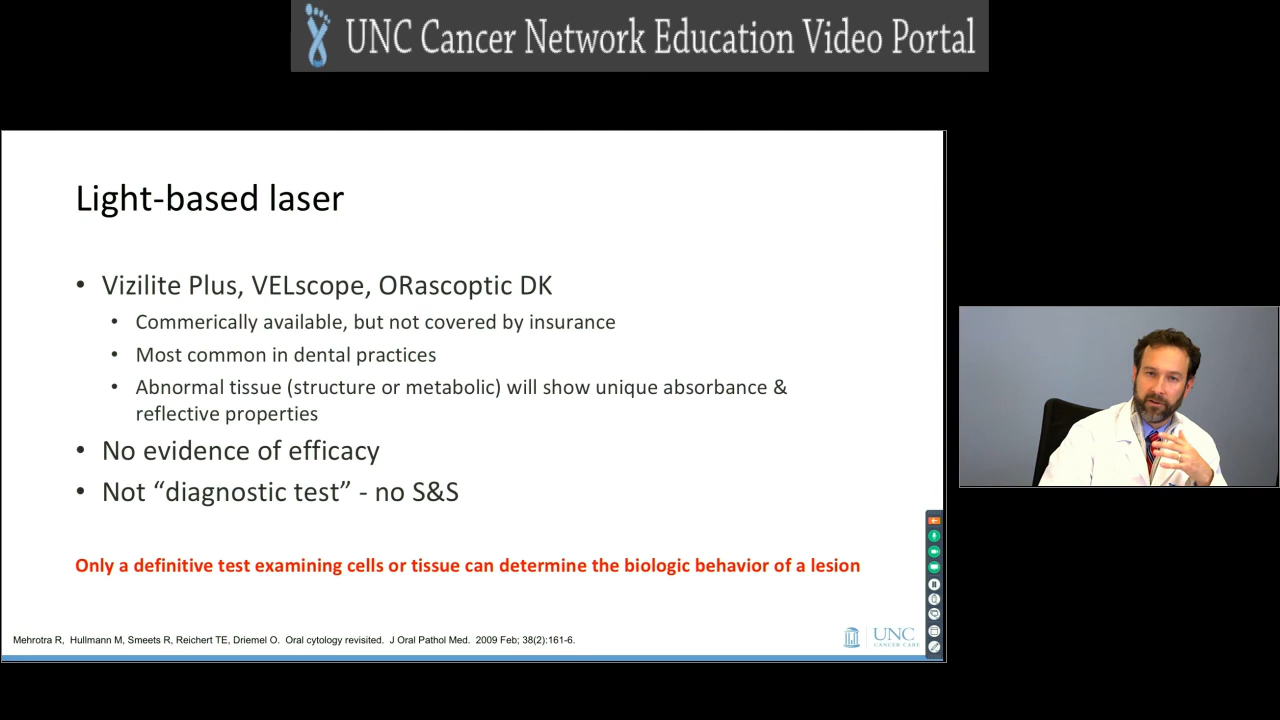 UNC Cancer Network Education Video Portal
Light-based laser
• Vizilite Plus, VELscope, ORascoptic DK
• Commerically available, but not covered by insurance
• Most common in dental practices
• Abnormal tissue (structure or metabolic) will show unique absorbance &
reflective properties
• No evidence of efficacy
• Not “diagnostic test” - no S&S
Only a definitive test examining cells or tissue can determine the biologic behavior of a lesion
Mehrotra R, Hullmann M, Smeets R, Reichert TE, Driemel O. Oral cytology revisited. J Oral Pathol Med. 2009 Feb; 38(2):161-6.
UNC
CANCER CARE